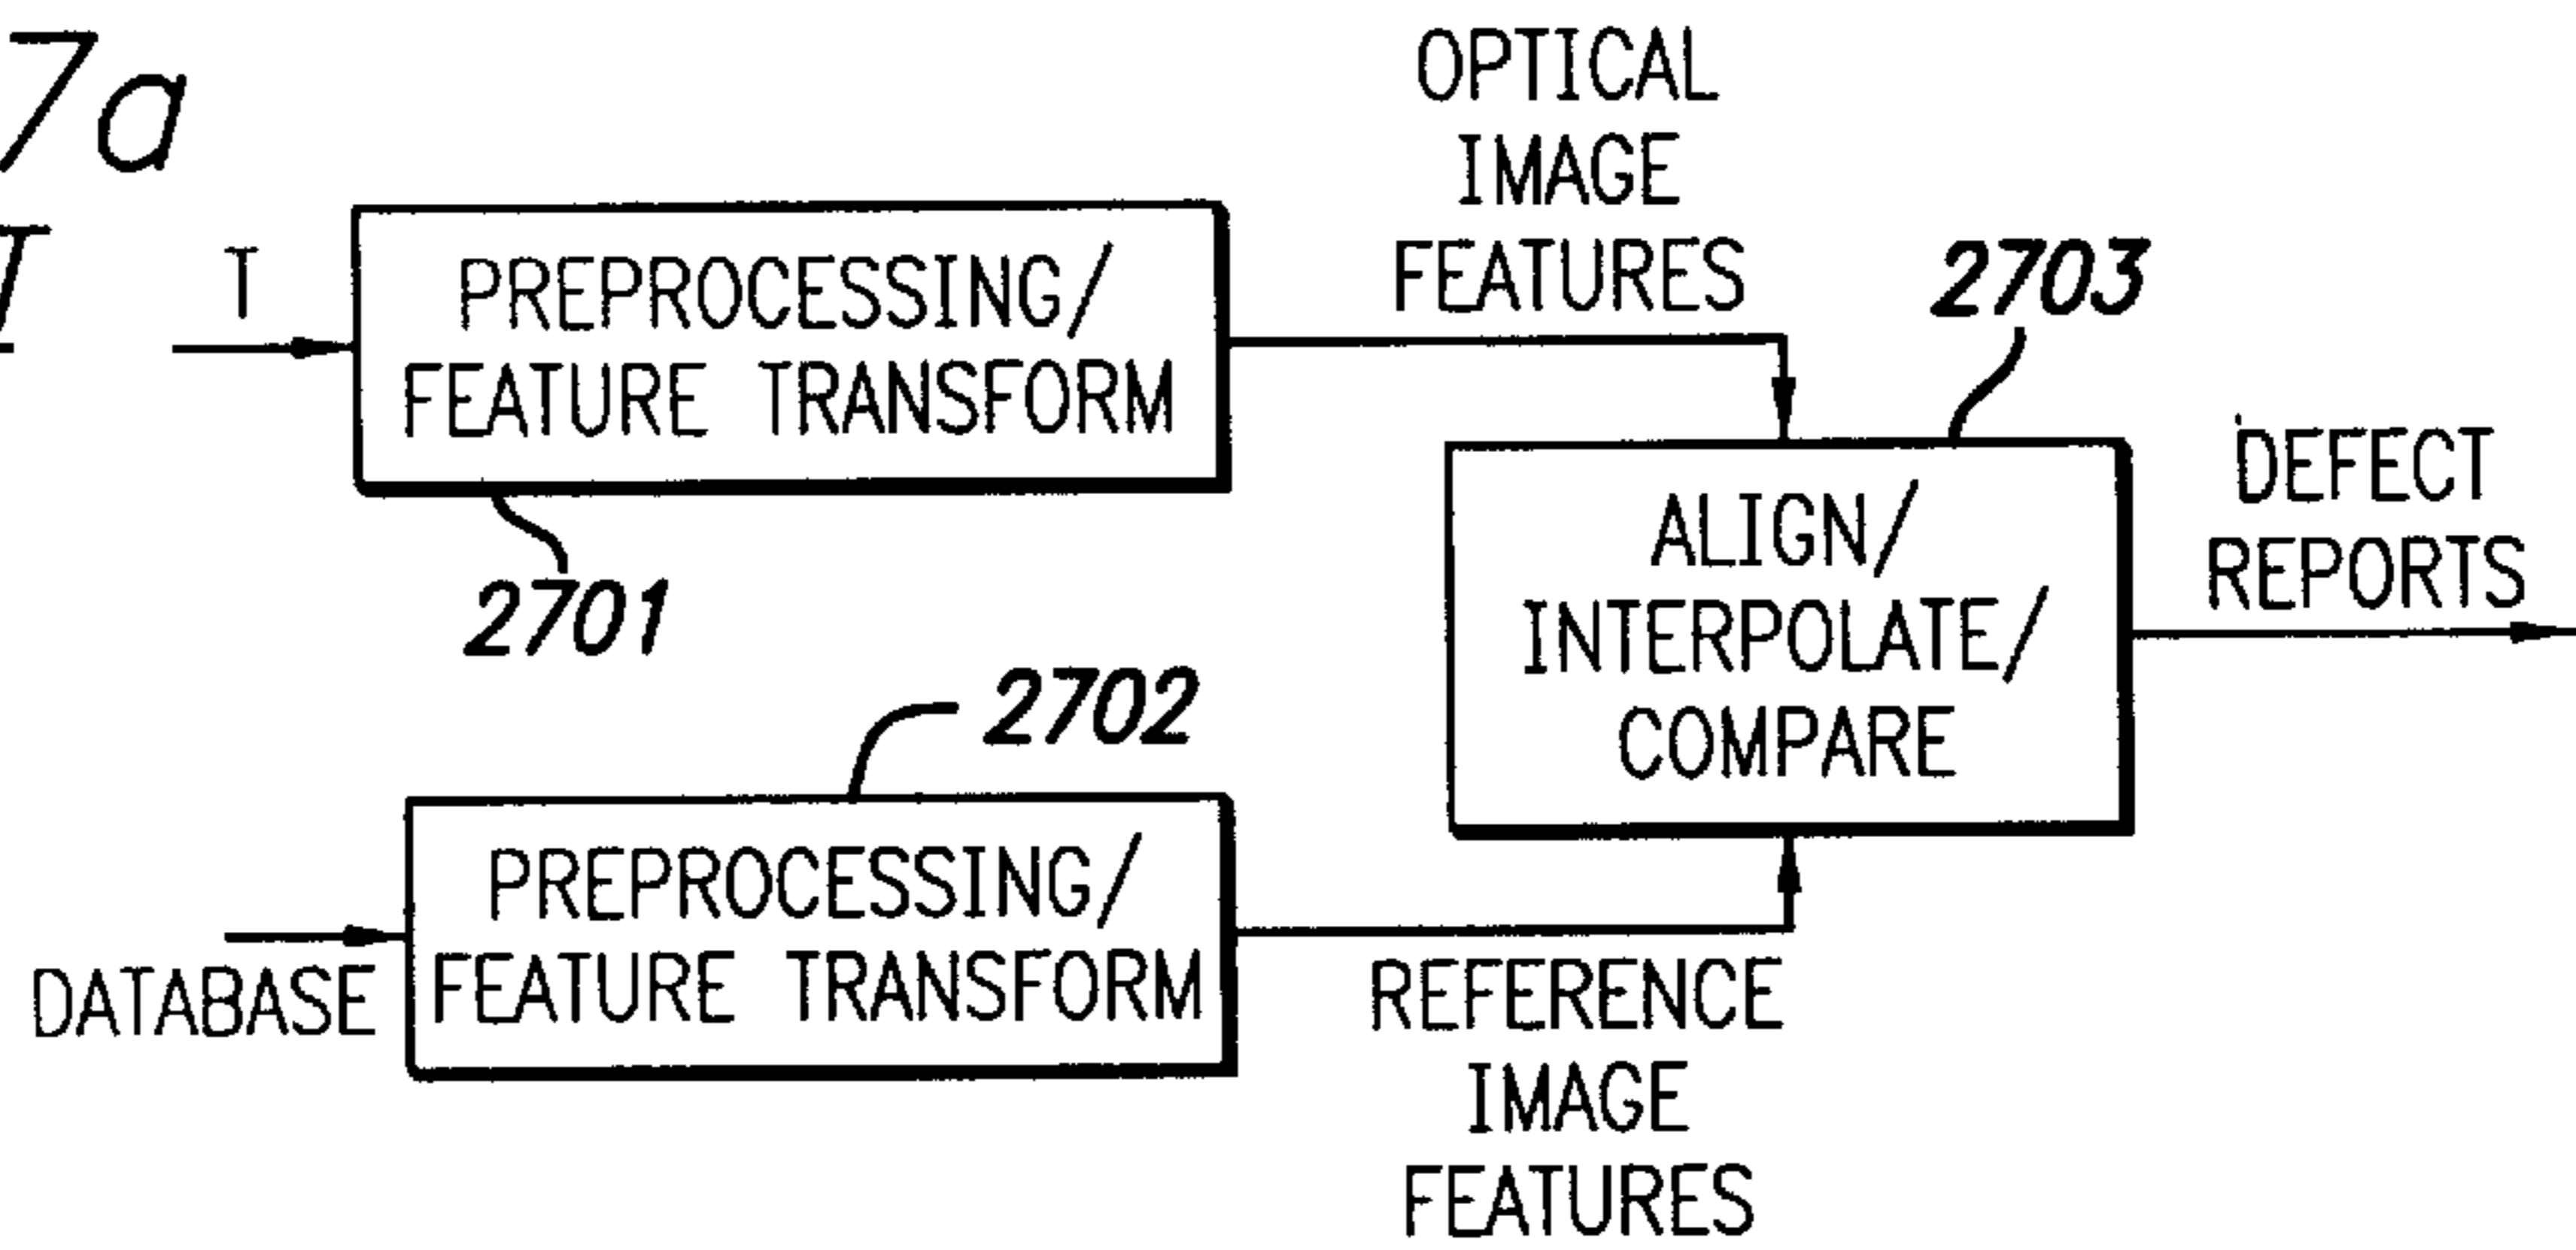 7a
T
PREPROCESSING/
FEATURE TRANSFORM
2701
OPTICAL
IMAGE
FEATURES
2703
ALIGN/
INTERPOLATE/
COMPARE
DEFECT
REPORTS
2702
DATABASE
PREPROCESSING/
FEATURE TRANSFORM
REFERENCE
IMAGE
FEATURES